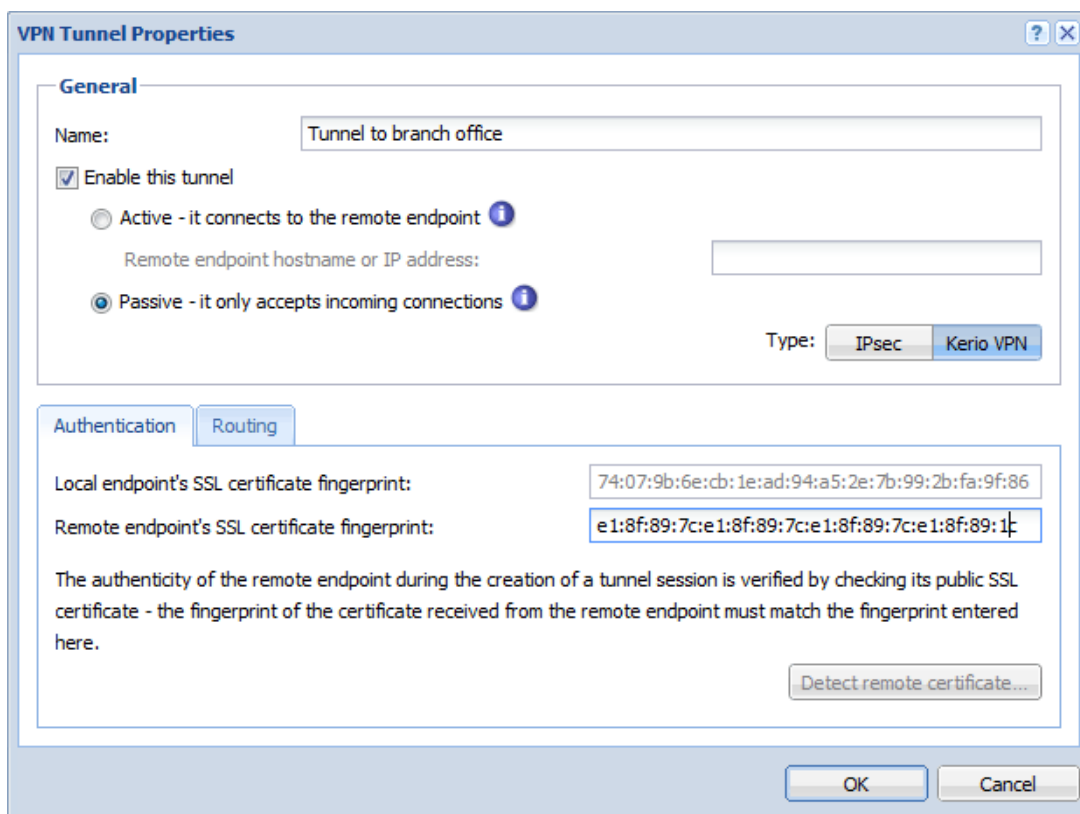 VPN Tunnel Properties
General
Name: Tunnel to branch office
Enable this tunnel
Active - it connects to the remote endpoint
Remote endpoint hostname or IP address:
Passive - it only accepts incoming connections
Type: IPsec Kerio VPN
Authentication Routing
Local endpoint's SSL certificate fingerprint: 74:07:9b:6e:cb:1e:ad:94:a5:2e:7b:99:2b:fa:9f:86
Remote endpoint's SSL certificate fingerprint: e1:8f:89:7c:e1:8f:89:7c:e1:8f:89:7c:e1:8f:89:1c
The authenticity of the remote endpoint during the creation of a tunnel session is verified by checking its public SSL
certificate - the fingerprint of the certificate received from the remote endpoint must match the fingerprint entered
here.
Detect remote certificate...
OK Cancel